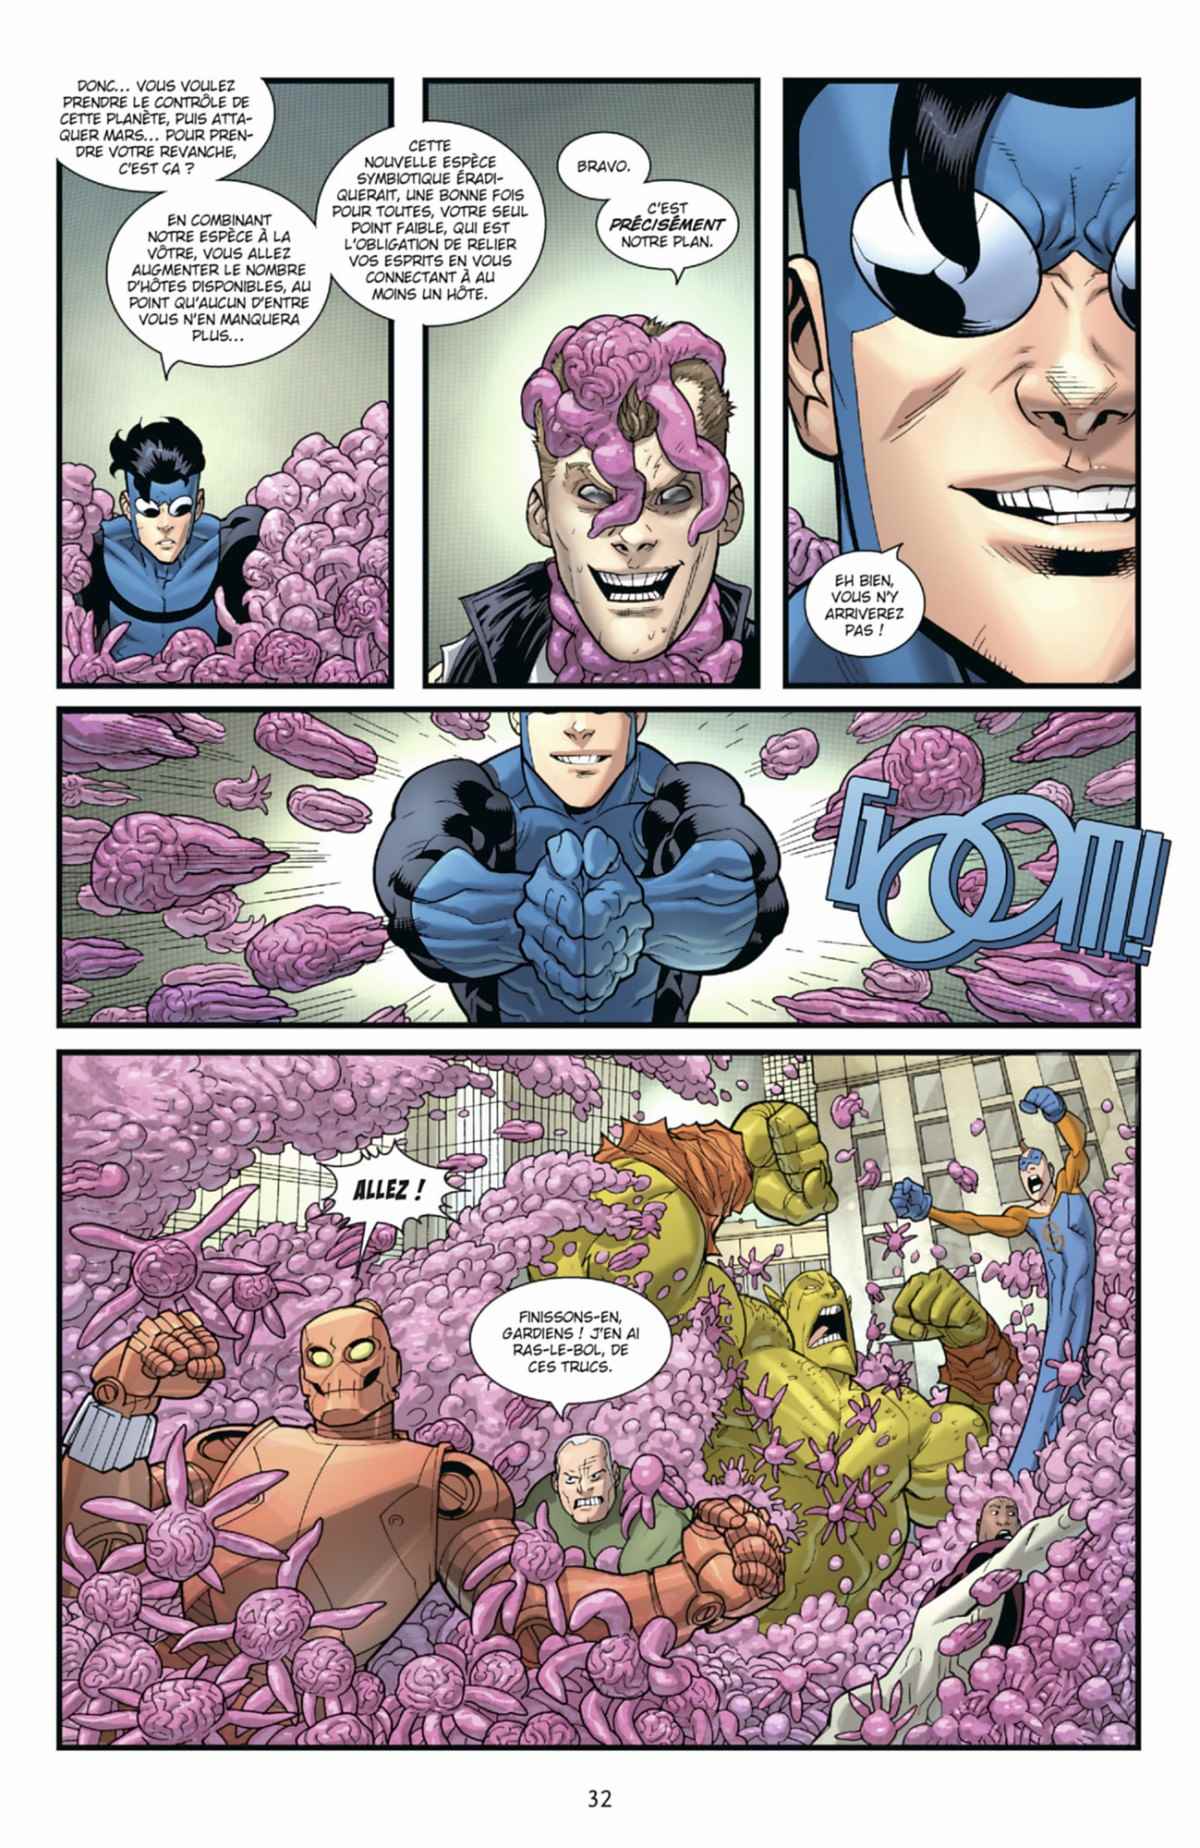 DONC... VOUS VOULEZ
PRENDRE LE CONTRÔLE DE
CETTE PLANÈTE, PUIS ATTA-
QUER MARS... POUR PREN-
DRE VOTRE REVANCHE,
C'EST ÇA ?
EN COMBINANT
NOTRE ESPÈCE À LA
VÔTRE, VOUS ALLEZ
AUGMENTER LE NOMBRE
D'HÔTES DISPONIBLES, AU
POINT QU'AUCUN D'ENTRE
VOUS N'EN MANQUERA
PLUS...
CETTE
NOUVELLE ESPÈCE
SYMBIOTIQUE ÉRADI-
QUERAIT, UNE BONNE FOIS
POUR TOUTES, VOTRE SEUL
POINT FAIBLE, QUI EST
L'OBLIGATION DE RELIER
VOS ESPRITS EN VOUS
CONNECTANT À AU
MOINS UN HÔTE.
BRAVO.
C'EST
PRÉCISÉMENT
NOTRE PLAN.
EH BIEN,
VOUS N'Y
ARRIVEREZ
PAS !
ALLEZ !
FINISSONS-EN,
GARDIENS ! J'EN AI
RAS-LE-BOL, DE
CES TRUCS.
32